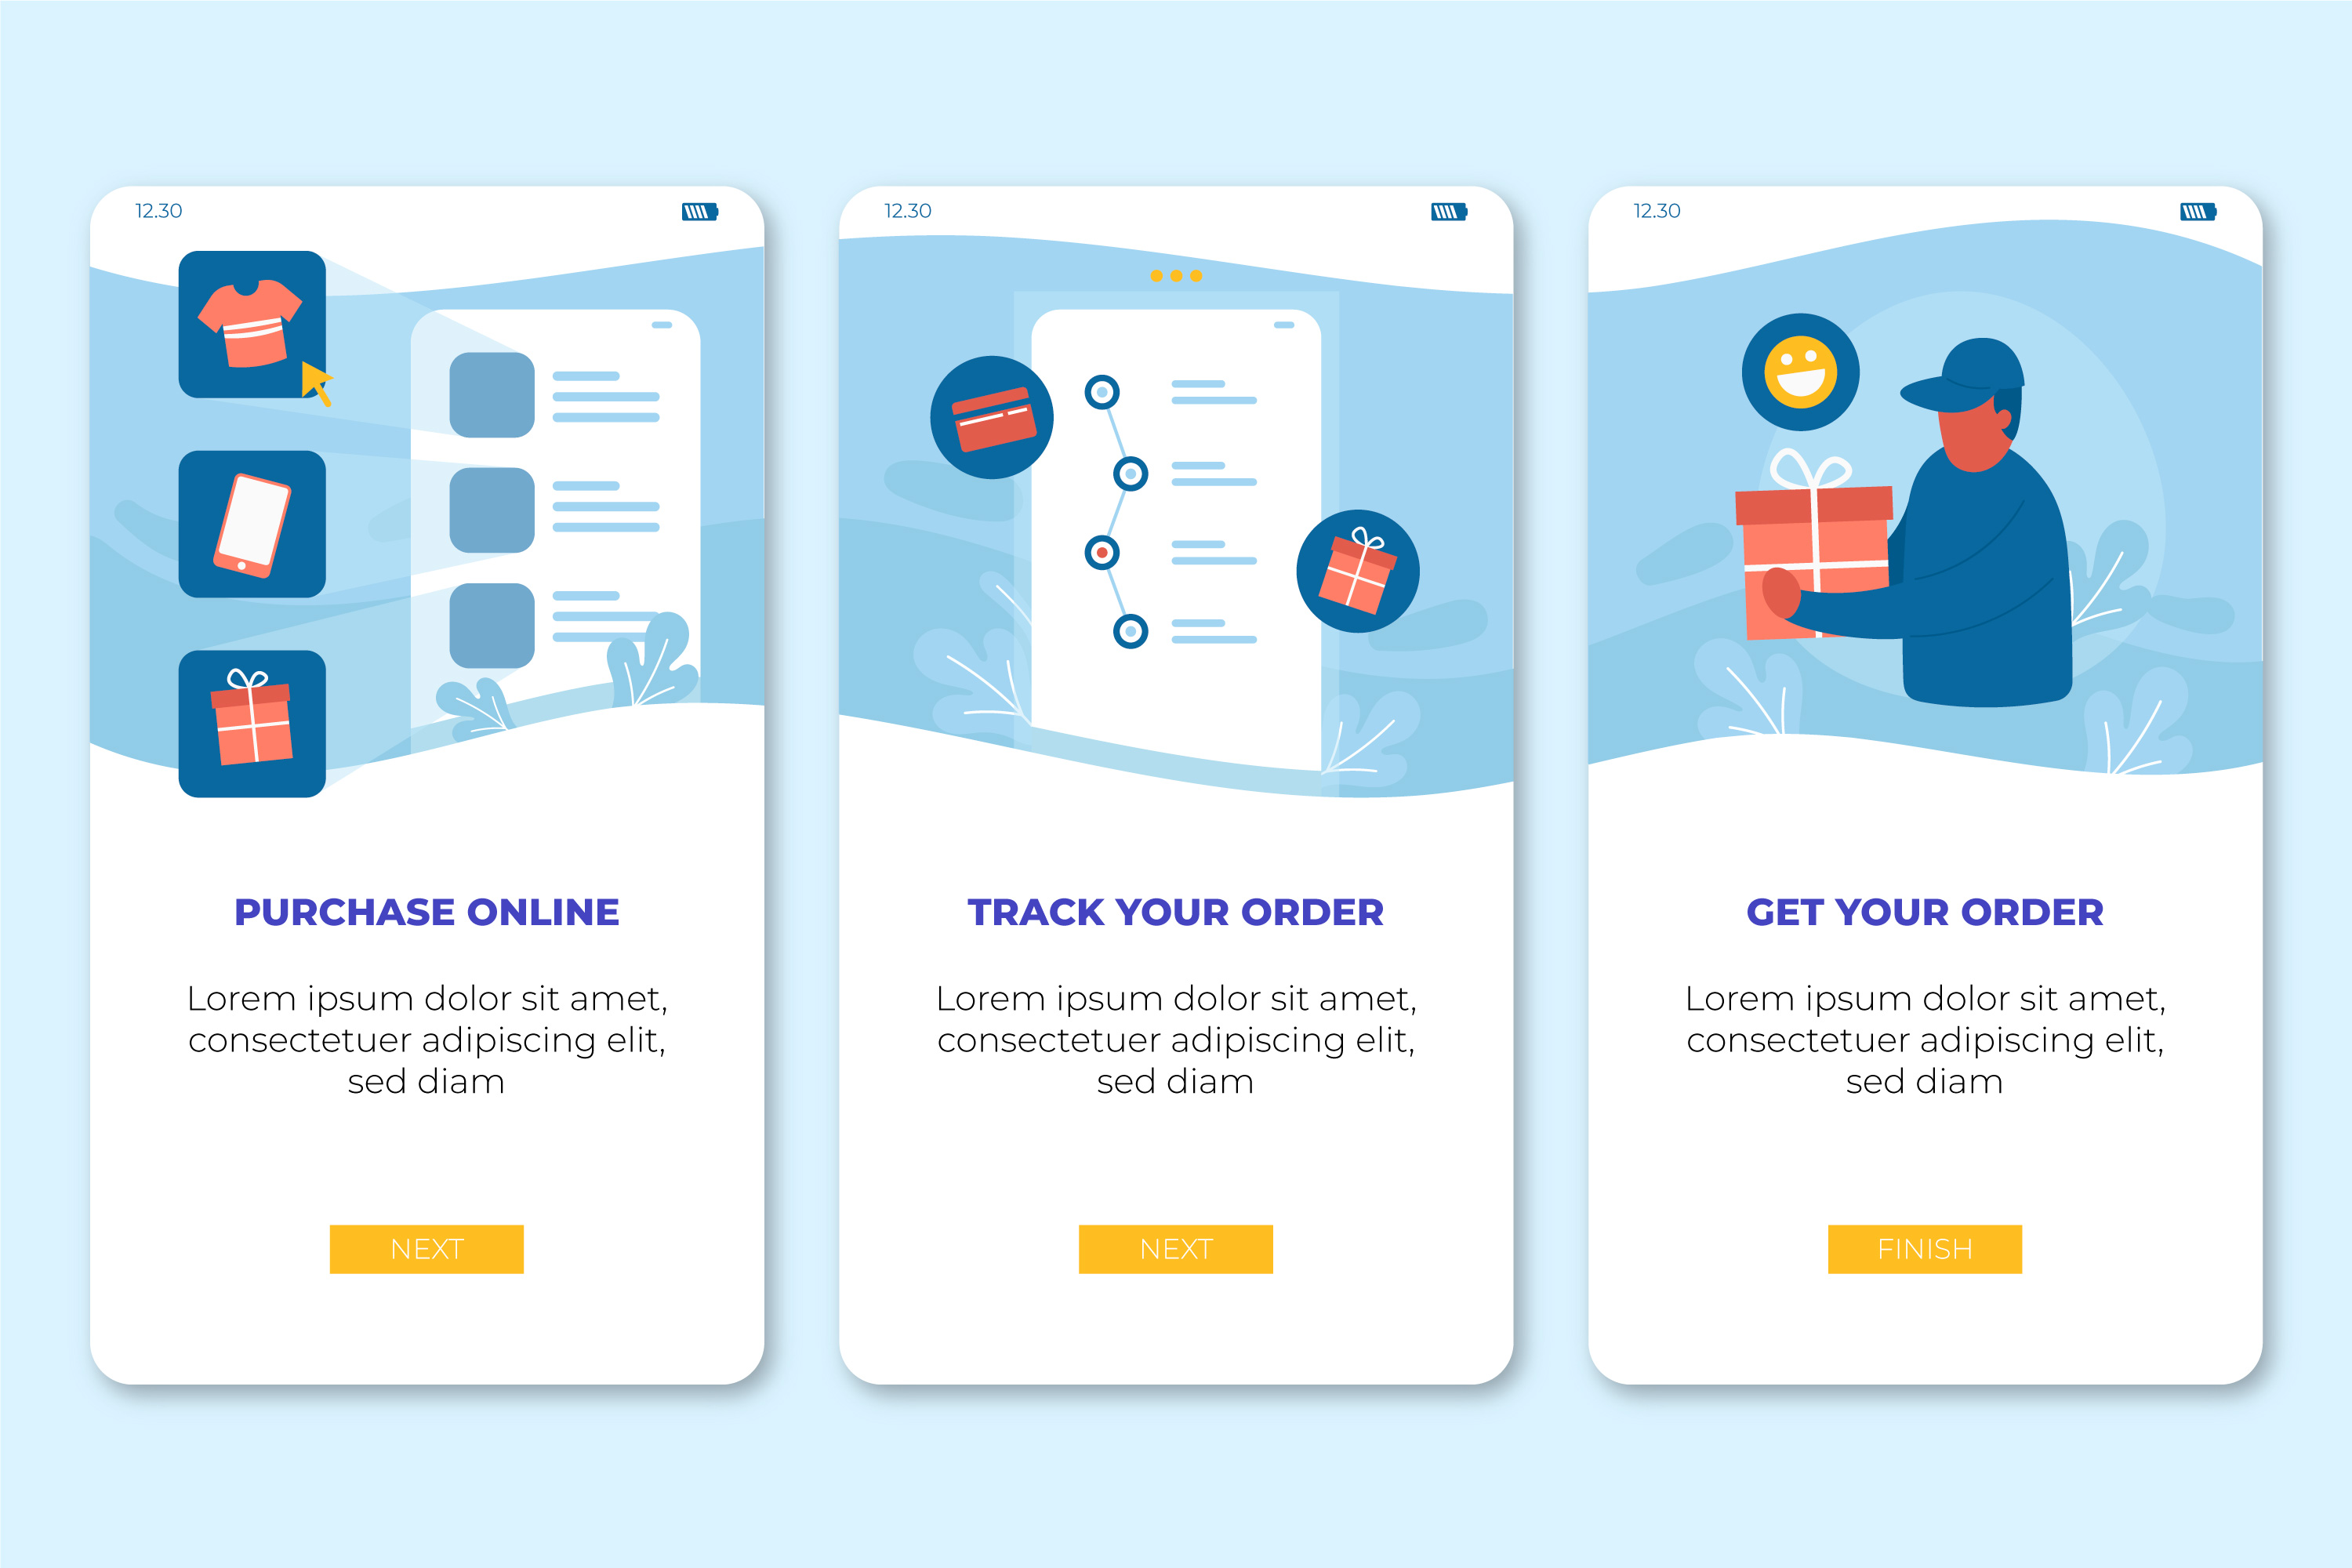 12.30
PURCHASE ONLINE
Lorem ipsum dolor sit amet,
consectetuer adipiscing elit,
sed diam
NEXT
12.30
TRACK YOUR ORDER
Lorem ipsum dolor sit amet,
consectetuer adipiscing elit,
sed diam
NEXT
12.30
GET YOUR ORDER
Lorem ipsum dolor sit amet,
consectetuer adipiscing elit,
sed diam
FINISH